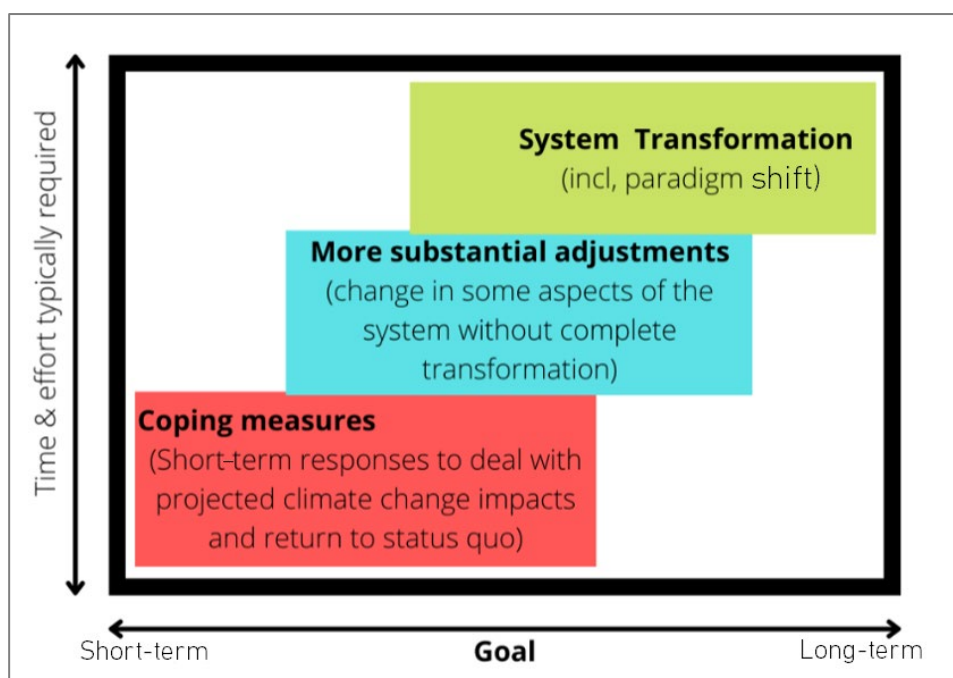 Time & effort typically required
System Transformation
(incl, paradigm shift)
More substantial adjustments
(change in some aspects of the
system without complete
transformation)
Coping measures
(Short-term responses to deal with
projected climate change impacts
and return to status quo)
Short-term
Goal
Long-term